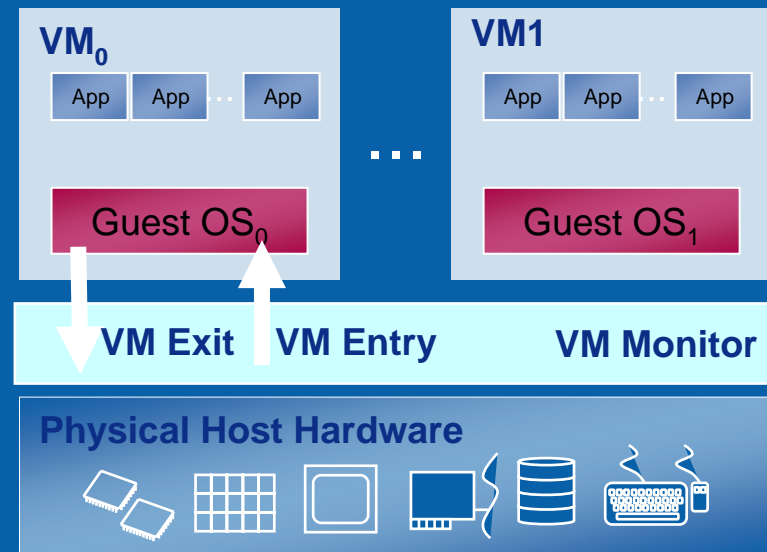 VM₀
App App ... App
Guest OS₀
...
VM1
App App ... App
Guest OS₁
VM Exit VM Entry VM Monitor
Physical Host Hardware